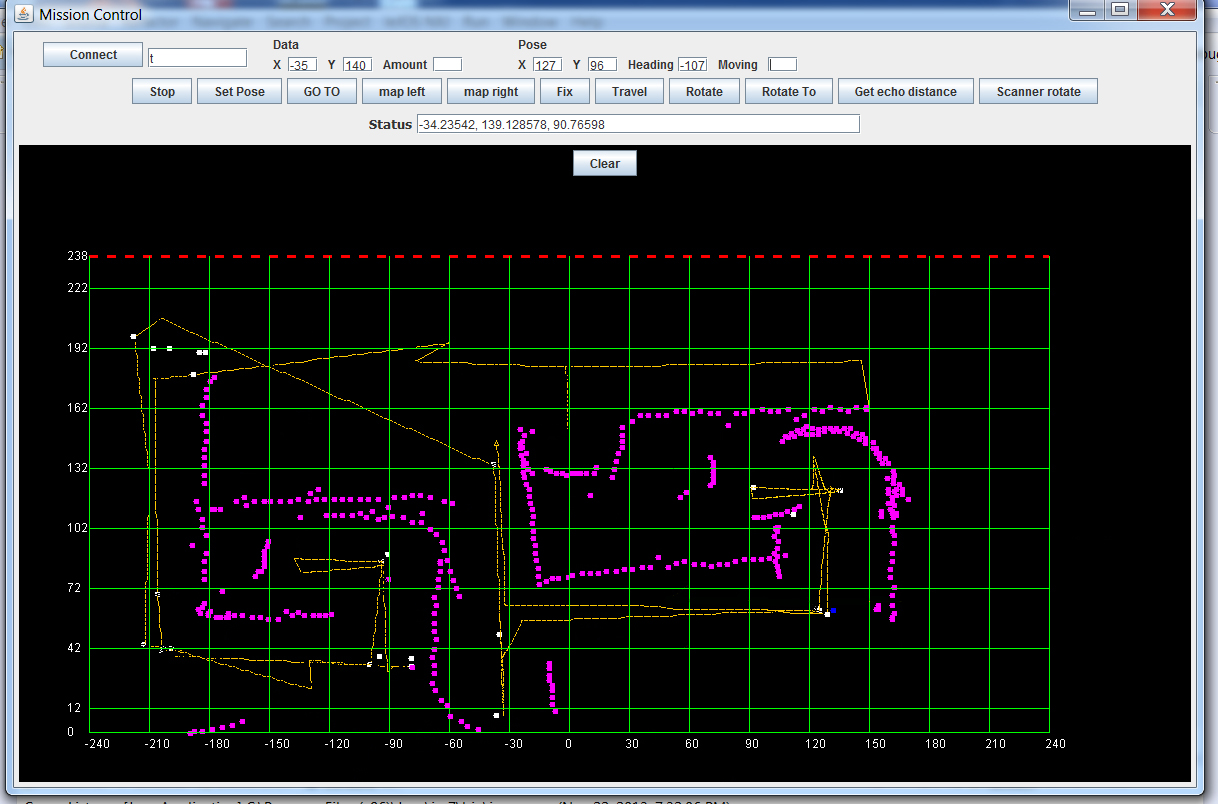 Mission Control
Data Pose
Connect t X -35 Y 140 Amount X 127 Y 96 Heading -107 Moving
Stop Set Pose GO TO map left map right Fix Travel Rotate Rotate To Get echo distance Scanner rotate
Status -34.23542, 139.128578, 90.76598
Clear
238
222
192
162
132
102
72
42
12
0
-240 -210 -180 -150 -120 -90 -60 -30 0 30 60 90 120 150 180 210 240